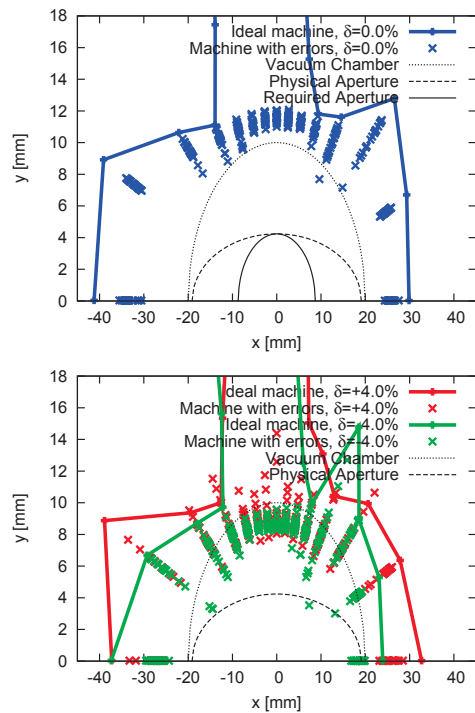 18
16
14
12
10
8
6
4
2
0
y [mm]
Ideal machine, δ=0.0%
Machine with errors, δ=0.0%
Vacuum Chamber
Physical Aperture
Required Aperture
-40 -30 -20 -10 0 10 20 30 40
x [mm]
18
16
14
12
10
8
6
4
2
0
y [mm]
Ideal machine, δ=+4.0%
Machine with errors, δ=+4.0%
Ideal machine, δ=-4.0%
Machine with errors, δ=-4.0%
Vacuum Chamber
Physical Aperture
-40 -30 -20 -10 0 10 20 30 40
x [mm]